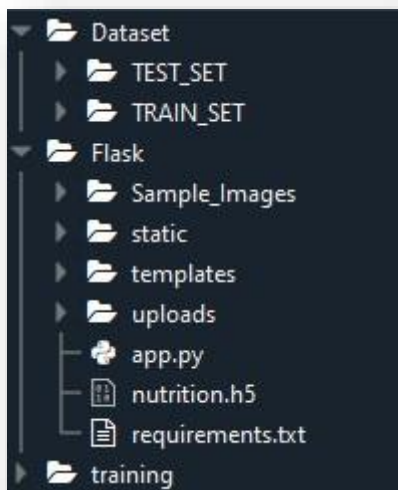 Dataset
TEST_SET
TRAIN_SET
Flask
Sample_Images
static
templates
uploads
app.py
nutrition.h5
requirements.txt
training